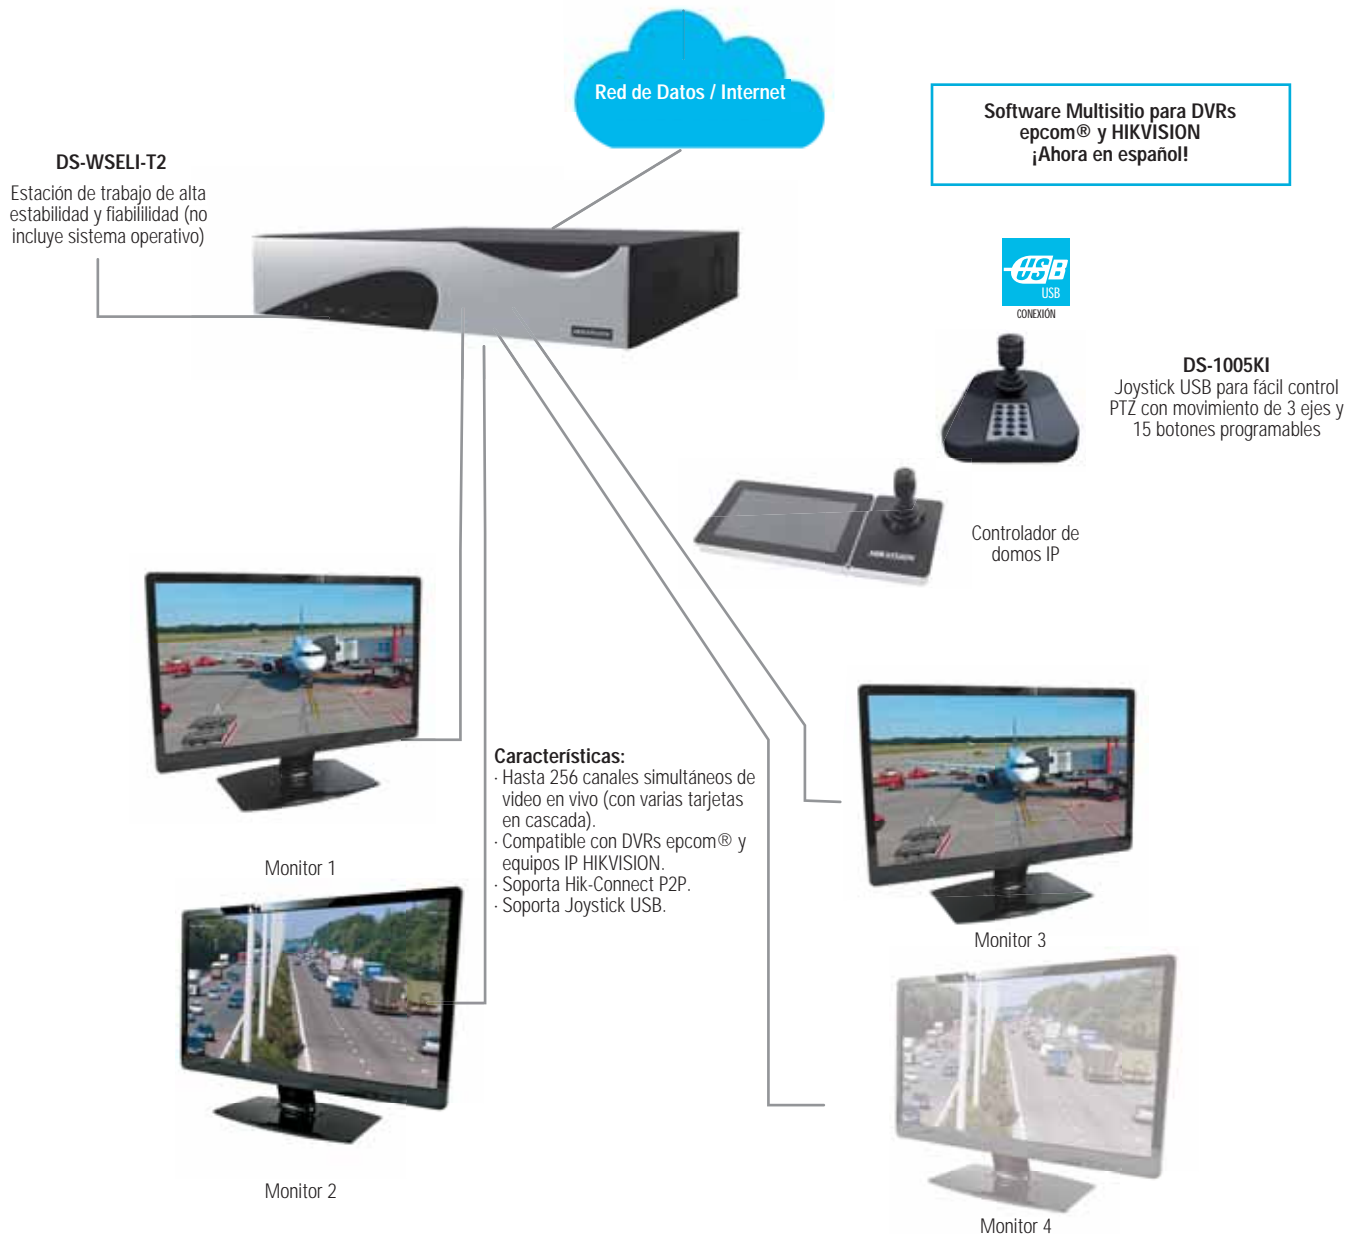 Red de Datos / Internet
Software Multisitio para DVRs
epcom® y HIKVISION
¡Ahora en español!
DS-WSELI-T2
Estación de trabajo de alta
estabilidad y fiabililidad (no
incluye sistema operativo)
USB
USB
CONEXIÓN
HIKVISION
DS-1005KI
Joystick USB para fácil control
PTZ con movimiento de 3 ejes y
15 botones programables
HIKVISION
Controlador de
domos IP
Características:
· Hasta 256 canales simultáneos de
video en vivo (con varias tarjetas
en cascada).
· Compatible con DVRs epcom® y
equipos IP HIKVISION.
· Soporta Hik-Connect P2P.
· Soporta Joystick USB.
Monitor 1
Monitor 3
Monitor 2
Monitor 4